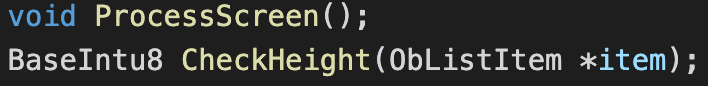 void ProcessScreen();
BaseIntu8 CheckHeight(ObListItem *item);